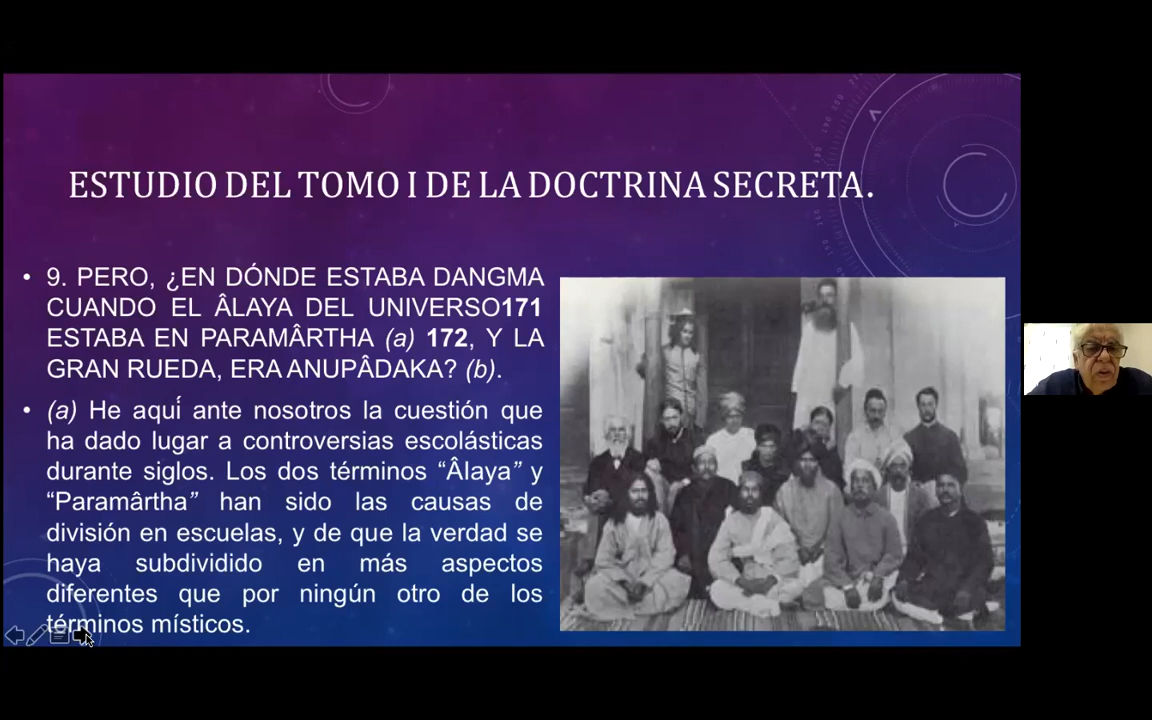 ESTUDIO DEL TOMO I DE LA DOCTRINA SECRETA.
• 9. PERO, ¿EN DÓNDE ESTABA DANGMA
CUANDO EL ÂLAYA DEL UNIVERSO171
ESTABA EN PARAMÂRTHA (a) 172, Y LA
GRAN RUEDA, ERA ANUPÂDAKA? (b).
• (a) He aquí ante nosotros la cuestión que
ha dado lugar a controversias escolásticas
durante siglos. Los dos términos “Âlaya” y
“Paramârtha” han sido las causas de
división en escuelas, y de que la verdad se
haya subdividido en más aspectos
diferentes que por ningún otro de los
términos místicos.